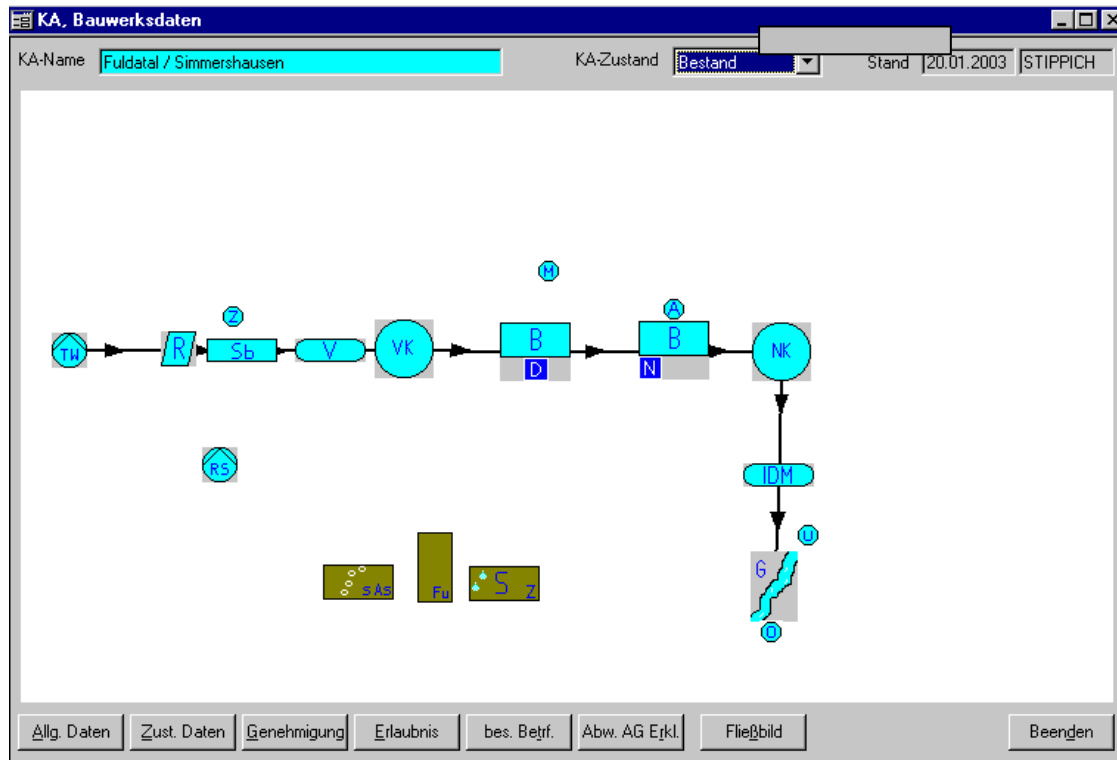 KA, Bauwerksdaten
KA-Name Fuldatal / Simmershausen KA-Zustand Bestand Stand 20.01.2003 STIPPICH
M
Z A
TW R Sb V VK B B NK
D N
RS IDM
U
sAs Fu S Z G
O
Allg. Daten Zust. Daten Genehmigung Erlaubnis bes. Betrf. Abw. AG Erkl. Fließbild Beenden